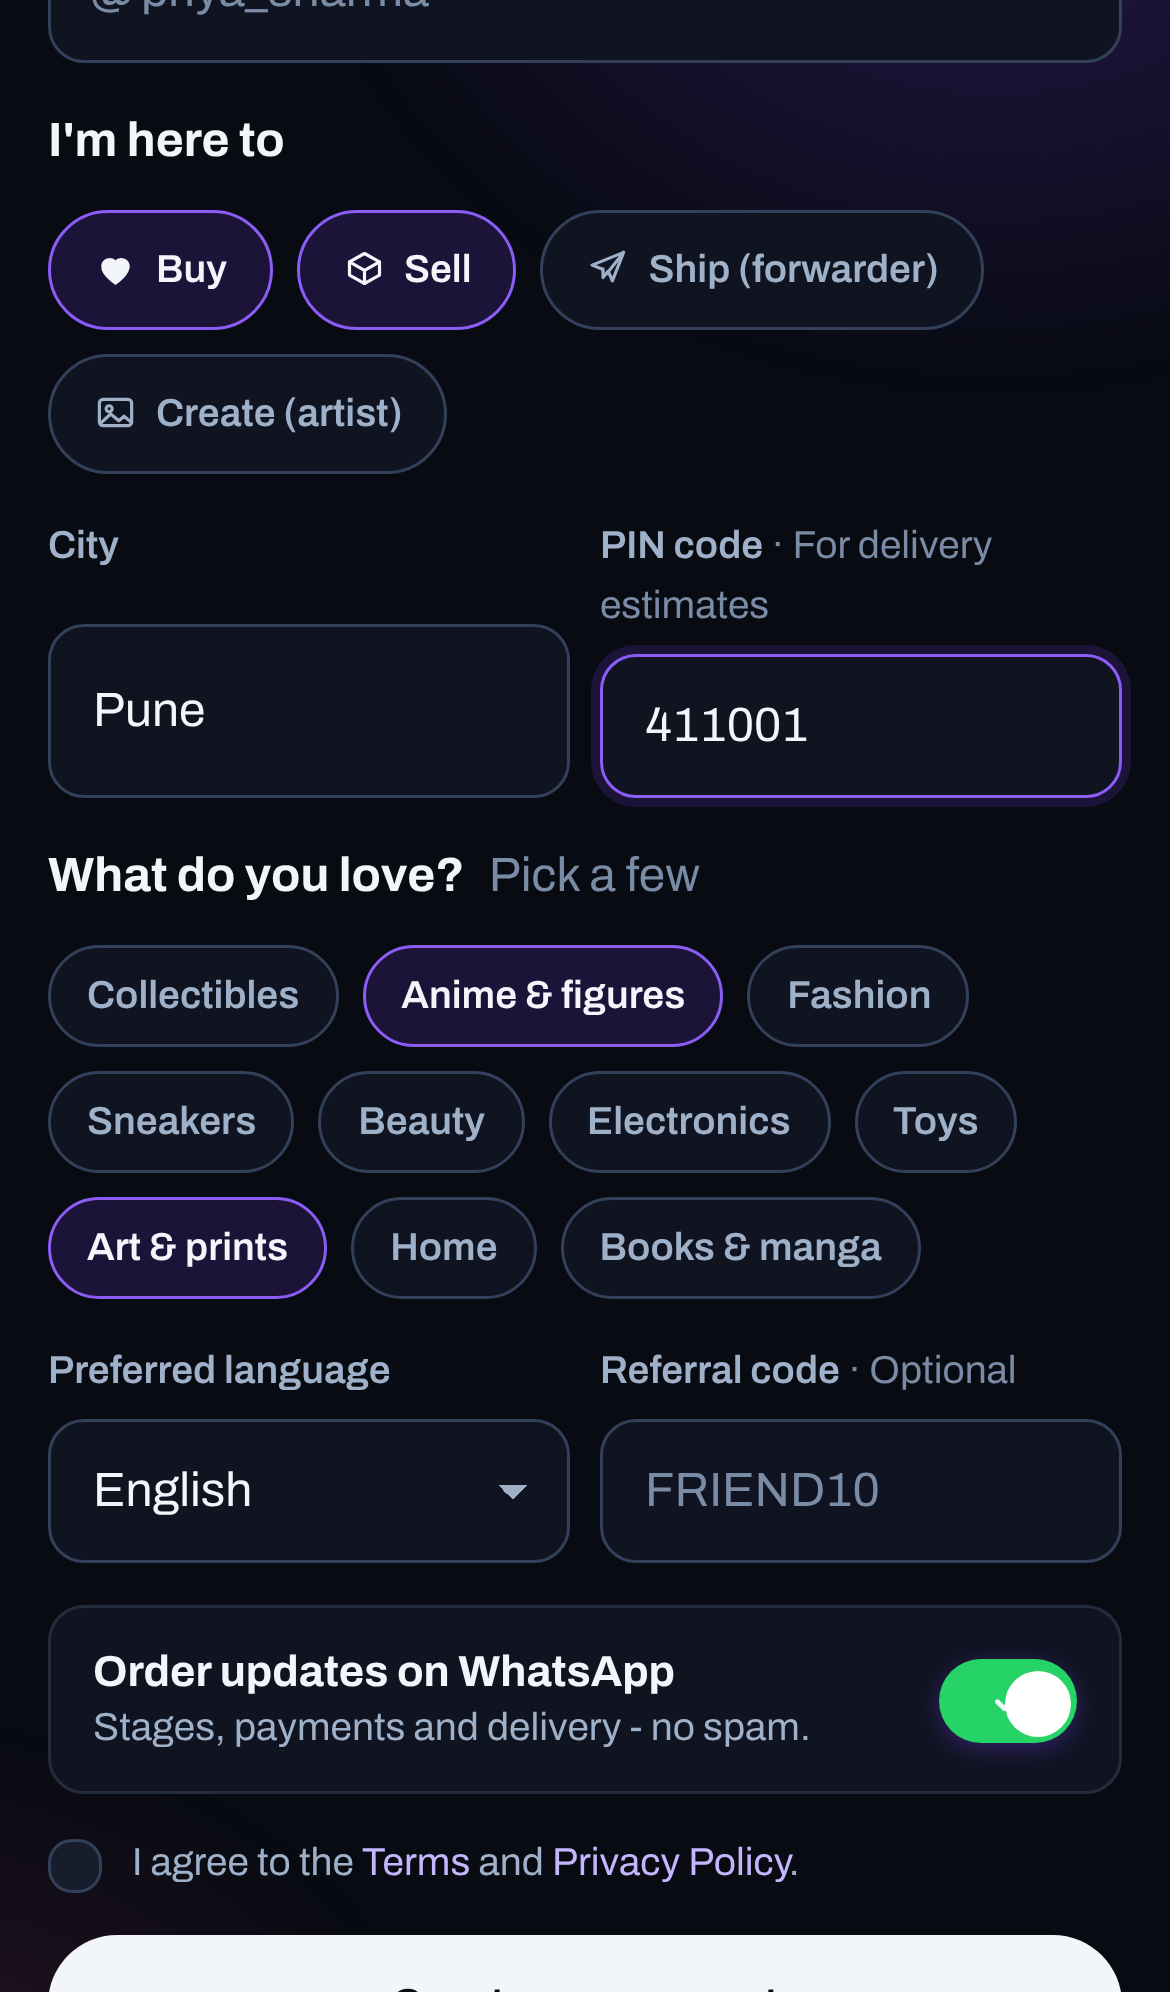 @priya_sharma
I'm here to
Buy
Sell
Ship (forwarder)
Create (artist)
City
PIN code · For delivery
estimates
Pune
411001
What do you love? Pick a few
Collectibles
Anime & figures
Fashion
Sneakers
Beauty
Electronics
Toys
Art & prints
Home
Books & manga
Preferred language
Referral code · Optional
English
FRIEND10
Order updates on WhatsApp
Stages, payments and delivery - no spam.
I agree to the Terms and Privacy Policy.